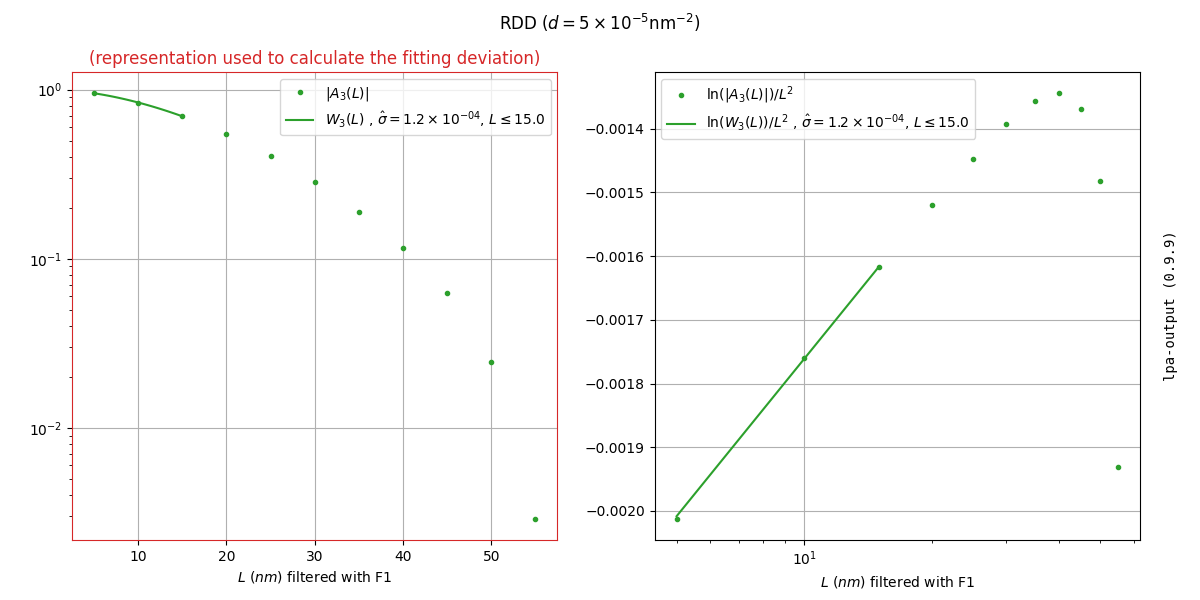 RDD ($d = 5 \times 10^{-5}\mathrm{nm}^{-2}$)
(representation used to calculate the fitting deviation)
$10^{0}$
$10^{-1}$
$10^{-2}$
$|A_3(L)|$
$W_3(L)$ , $\hat{\sigma} = 1.2 \times 10^{-04}$, $L \leq 15.0$
10 20 30 40 50
$L$ $(nm)$ filtered with F1
$\ln(|A_3(L)|)/L^2$
$\ln(W_3(L))/L^2$ , $\hat{\sigma} = 1.2 \times 10^{-04}$, $L \leq 15.0$
−0.0014
−0.0015
−0.0016
−0.0017
−0.0018
−0.0019
−0.0020
$10^{1}$
$L$ $(nm)$ filtered with F1
lpa-output (0.9.9)